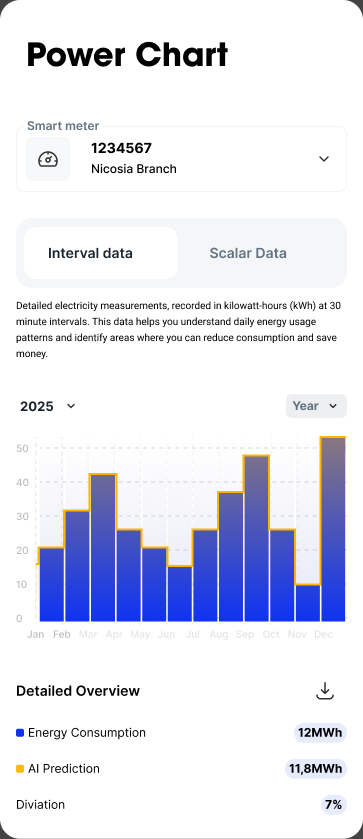 Power Chart
Smart meter
1234567
Nicosia Branch
Interval data
Scalar Data
Detailed electricity measurements, recorded in kilowatt-hours (kWh) at 30
minute intervals. This data helps you understand daily energy usage
patterns and identify areas where you can reduce consumption and save
money.
2025
Year
50
40
30
20
10
0
Jan Feb Mar Apr May Jun Jul Aug Sep Oct Nov Dec
Detailed Overview
Energy Consumption 12MWh
AI Prediction 11,8MWh
Diviation 7%